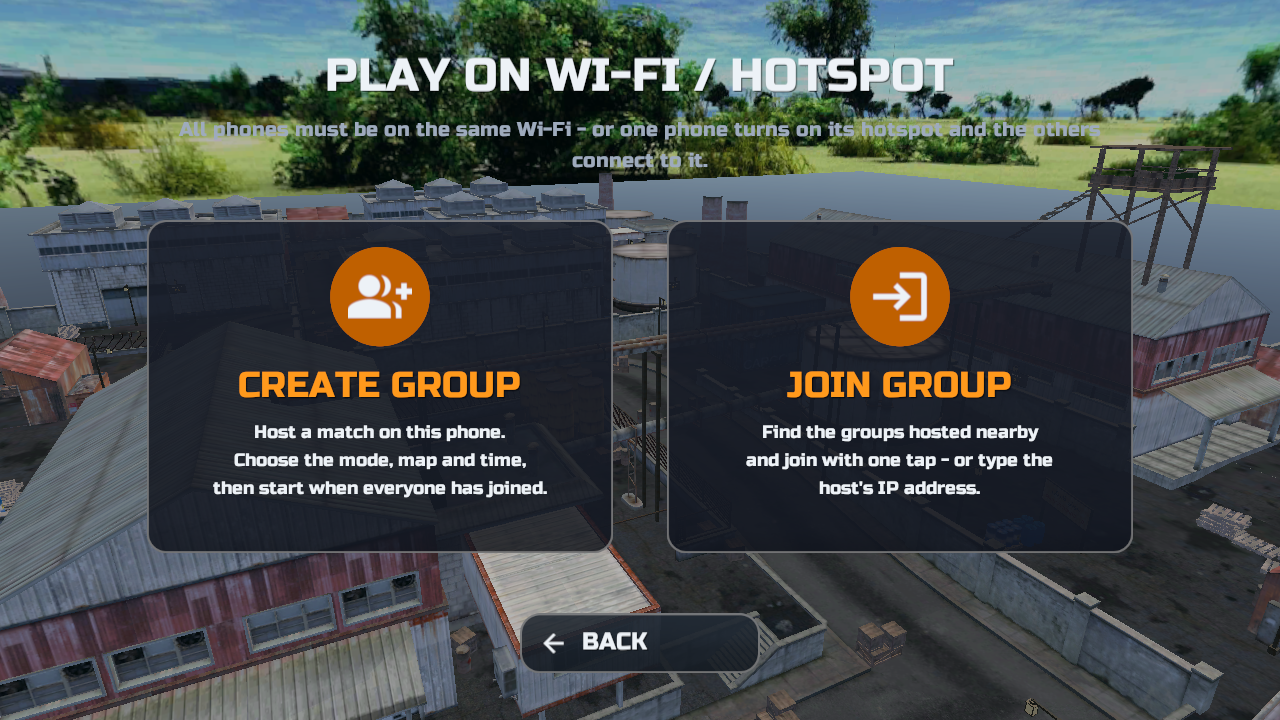 PLAY ON WI-FI / HOTSPOT
All phones must be on the same Wi-Fi - or one phone turns on its hotspot and the others
connect to it.
CREATE GROUP
Host a match on this phone.
Choose the mode, map and time,
then start when everyone has joined.
JOIN GROUP
Find the groups hosted nearby
and join with one tap - or type the
host's IP address.
BACK